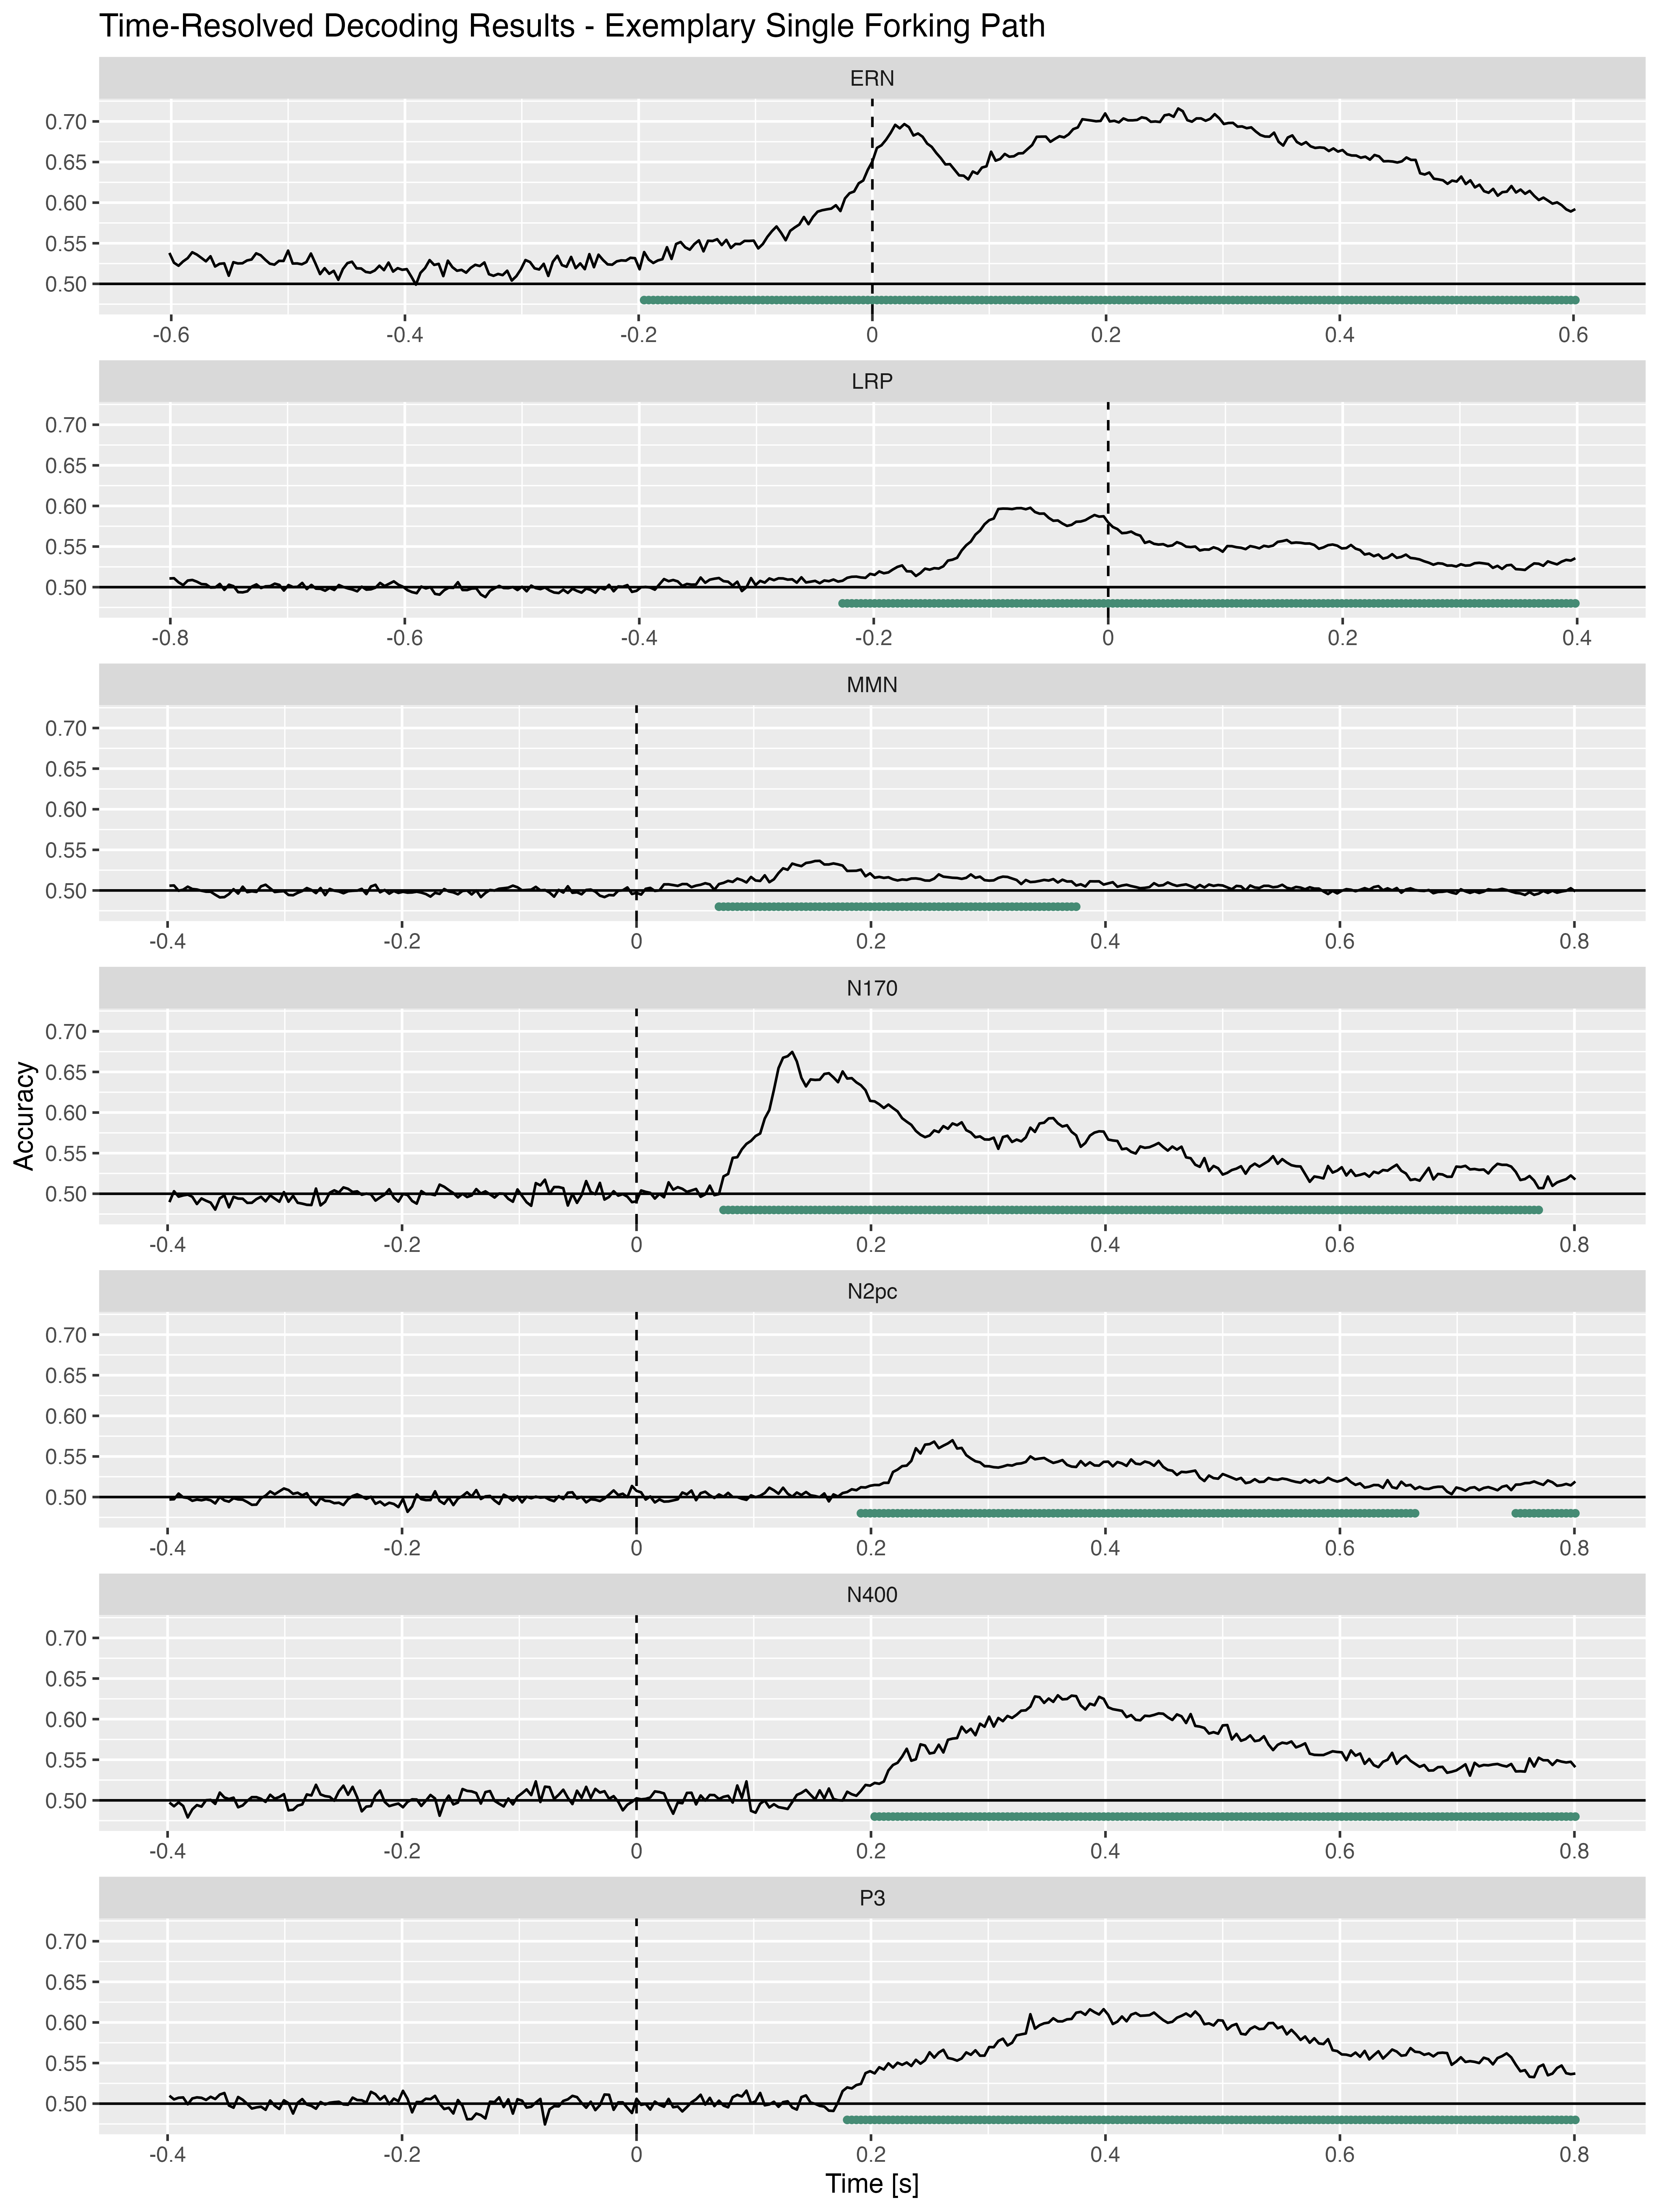 Time-Resolved Decoding Results - Exemplary Single Forking Path
ERN
0.70
0.65
0.60
0.55
0.50
-0.6 -0.4 -0.2 0 0.2 0.4 0.6
LRP
0.70
0.65
0.60
0.55
0.50
-0.8 -0.6 -0.4 -0.2 0 0.2 0.4
MMN
0.70
0.65
0.60
0.55
0.50
-0.4 -0.2 0 0.2 0.4 0.6 0.8
N170
0.70
0.65
0.60
0.55
0.50
-0.4 -0.2 0 0.2 0.4 0.6 0.8
Accuracy
N2pc
0.70
0.65
0.60
0.55
0.50
-0.4 -0.2 0 0.2 0.4 0.6 0.8
N400
0.70
0.65
0.60
0.55
0.50
-0.4 -0.2 0 0.2 0.4 0.6 0.8
P3
0.70
0.65
0.60
0.55
0.50
-0.4 -0.2 0 0.2 0.4 0.6 0.8
Time [s]